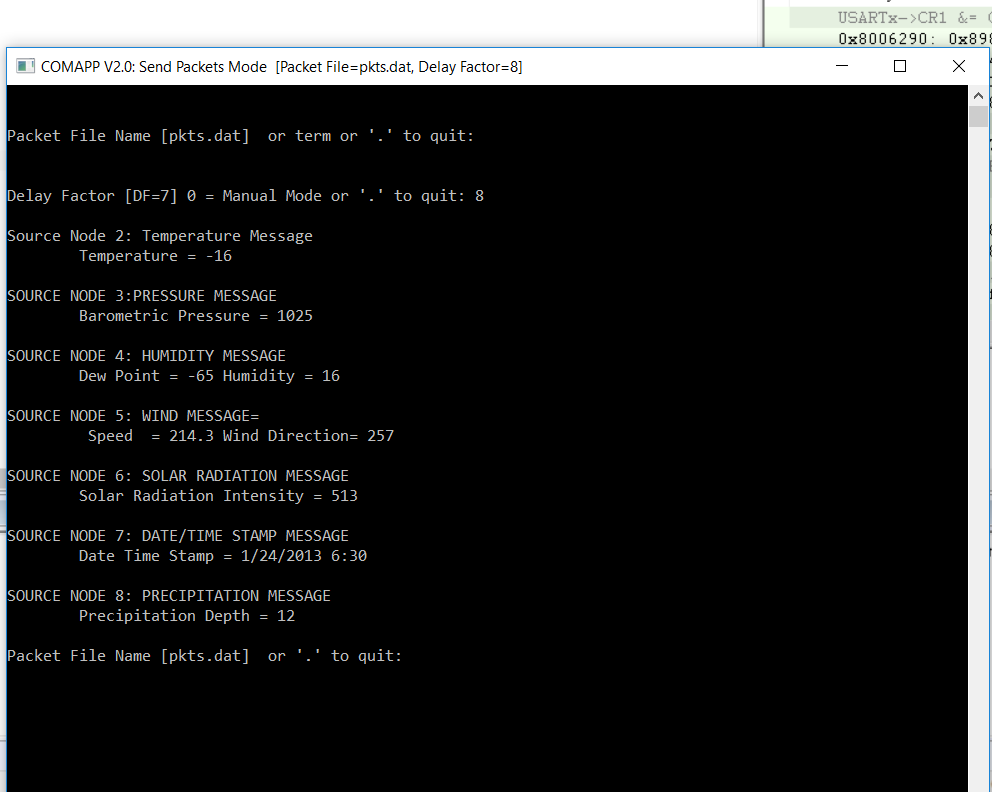 USARTx->CR1 &=
0x8006290: 0x898
COMAPP V2.0: Send Packets Mode [Packet File=pkts.dat, Delay Factor=8]
Packet File Name [pkts.dat]  or term or '.' to quit:
Delay Factor [DF=7] 0 = Manual Mode or '.' to quit: 8
Source Node 2: Temperature Message
Temperature = -16
SOURCE NODE 3:PRESSURE MESSAGE
Barometric Pressure = 1025
SOURCE NODE 4: HUMIDITY MESSAGE
Dew Point = -65 Humidity = 16
SOURCE NODE 5: WIND MESSAGE=
Speed  = 214.3 Wind Direction= 257
SOURCE NODE 6: SOLAR RADIATION MESSAGE
Solar Radiation Intensity = 513
SOURCE NODE 7: DATE/TIME STAMP MESSAGE
Date Time Stamp = 1/24/2013 6:30
SOURCE NODE 8: PRECIPITATION MESSAGE
Precipitation Depth = 12
Packet File Name [pkts.dat]  or '.' to quit: